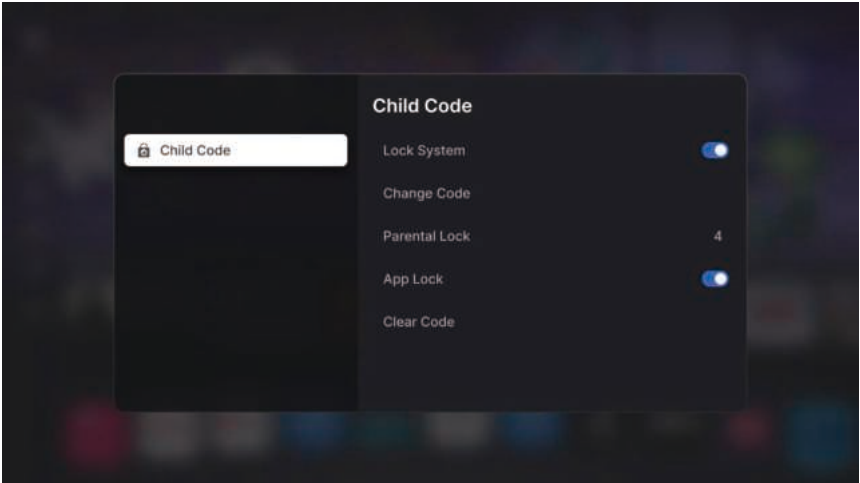 Child Code
Child Code
Lock System
Change Code
Parental Lock 4
App Lock
Clear Code